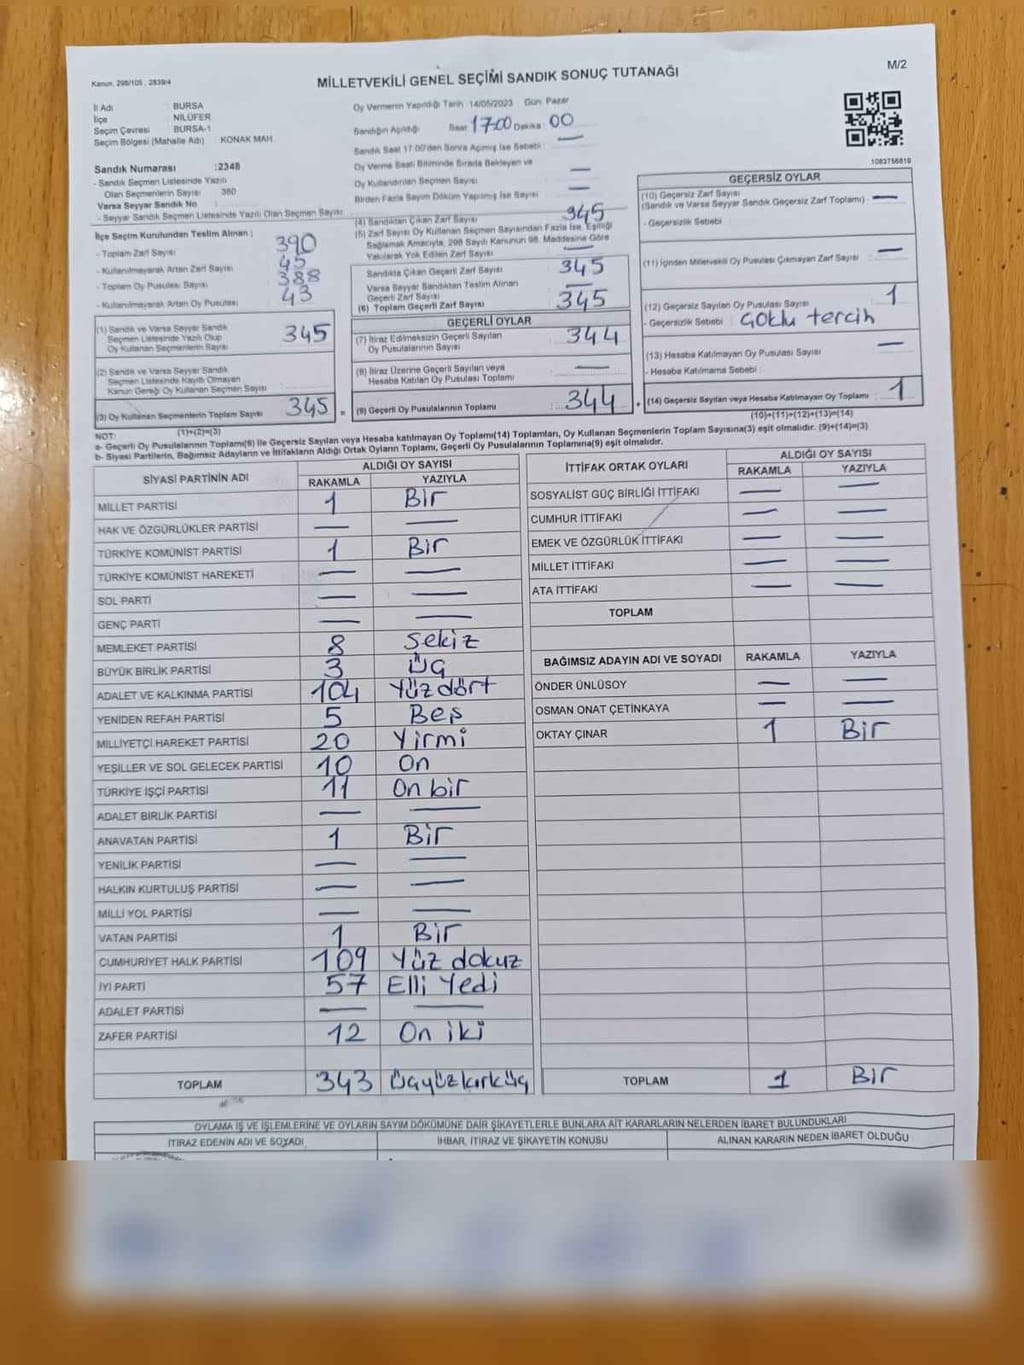 Kanun, 298/105 , 2839/4
M/2
MİLLETVEKİLİ GENEL SEÇİMİ SANDIK SONUÇ TUTANAĞI
İl Adı : BURSA
İlçe : NİLÜFER
Seçim Çevresi : BURSA-1
Seçim Bölgesi (Mahalle Adı) : KONAK MAH.
Sandık Numarası : 2348
- Sandık Seçmen Listesinde Yazılı
Olan Seçmenlerin Sayısı : 380
Varsa Seyyar Sandık No :
- Seyyar Sandık Seçmen Listesinde Yazılı Olan Seçmen Sayısı :
Oy Vermenin Yapıldığı Tarih 14/05/2023 Gün: Pazar
Sandığın Açıldığı Saat 17:00 Dakika : 00
Sandık Saat 17.00'den Sonra Açılmış İse Sebebi : —
Oy Verme Saati Bitiminde Sırada Bekleyen ve
Oy Kullandırılan Seçmen Sayısı : —
Birden Fazla Sayım Döküm Yapılmış İse Sayısı : —
1083756619
İlçe Seçim Kurulundan Teslim Alınan :
- Toplam Zarf Sayısı : 390
- Kullanılmayarak Artan Zarf Sayısı : 45
- Toplam Oy Pusulası Sayısı : 388
- Kullanılmayarak Artan Oy Pusulası : 43
(1) Sandık ve Varsa Seyyar Sandık
Seçmen Listesinde Yazılı Olup
Oy Kullanan Seçmenlerin Sayısı 345
(2) Sandık ve Varsa Seyyar Sandık
Seçmen Listesinde Kayıtlı Olmayan
Kanun Gereği Oy Kullanan Seçmen Sayısı :
(3) Oy Kullanan Seçmenlerin Toplam Sayısı 345 =
(1)+(2)=(3)
(4) Sandıktan Çıkan Zarf Sayısı : 345
(5) Zarf Sayısı Oy Kullanan Seçmen Sayısından Fazla İse, Eşitliği
Sağlamak Amacıyla, 298 Sayılı Kanunun 98. Maddesine Göre
Yakılarak Yok Edilen Zarf Sayısı : —
Sandıkta Çıkan Geçerli Zarf Sayısı : 345
Varsa Seyyar Sandıktan Teslim Alınan
Geçerli Zarf Sayısı : —
(6) Toplam Geçerli Zarf Sayısı : 345
GEÇERLİ OYLAR
(7) İtiraz Edilmeksizin Geçerli Sayılan
Oy Pusulalarının Sayısı : 344
(8) İtiraz Üzerine Geçerli Sayılan veya
Hesaba Katılan Oy Pusulası Toplamı : —
(9) Geçerli Oy Pusulalarının Toplamı : 344
GEÇERSİZ OYLAR
(10) Geçersiz Zarf Sayısı
(Sandık ve Varsa Seyyar Sandık Geçersiz Zarf Toplamı) : —
- Geçersizlik Sebebi :
(11) İçinden Milletvekili Oy Pusulası Çıkmayan Zarf Sayısı : —
(12) Geçersiz Sayılan Oy Pusulası Sayısı : 1
- Geçersizlik Sebebi : Çoklu tercih
(13) Hesaba Katılmayan Oy Pusulası Sayısı : —
- Hesaba Katılmama Sebebi :
(14) Geçersiz Sayılan veya Hesaba Katılmayan Oy Toplamı : 1
(10)+(11)+(12)+(13)=(14)
NOT:
a- Geçerli Oy Pusulalarının Toplamı(9) ile Geçersiz Sayılan veya Hesaba katılmayan Oy Toplamı(14) Toplamları, Oy Kullanan Seçmenlerin Toplam Sayısına(3) eşit olmalıdır. (9)+(14)=(3)
b- Siyasi Partilerin, Bağımsız Adayların ve İttifakların Aldığı Ortak Oyların Toplamı, Geçerli Oy Pusulalarının Toplamına(9) eşit olmalıdır.
SİYASİ PARTİNİN ADI ALDIĞI OY SAYISI
RAKAMLA YAZIYLA
MİLLET PARTİSİ 1 Bir
HAK VE ÖZGÜRLÜKLER PARTİSİ — —
TÜRKİYE KOMÜNİST PARTİSİ 1 Bir
TÜRKİYE KOMÜNİST HAREKETİ — —
SOL PARTİ — —
GENÇ PARTİ — —
MEMLEKET PARTİSİ 8 Sekiz
BÜYÜK BİRLİK PARTİSİ 3 Üç
ADALET VE KALKINMA PARTİSİ 104 Yüz dört
YENİDEN REFAH PARTİSİ 5 Beş
MİLLİYETÇİ HAREKET PARTİSİ 20 Yirmi
YEŞİLLER VE SOL GELECEK PARTİSİ 10 On
TÜRKİYE İŞÇİ PARTİSİ 11 On bir
ADALET BİRLİK PARTİSİ — —
ANAVATAN PARTİSİ 1 Bir
YENİLİK PARTİSİ — —
HALKIN KURTULUŞ PARTİSİ — —
MİLLİ YOL PARTİSİ — —
VATAN PARTİSİ 1 Bir
CUMHURİYET HALK PARTİSİ 109 Yüz dokuz
İYİ PARTİ 57 Elli Yedi
ADALET PARTİSİ — —
ZAFER PARTİSİ 12 On iki
TOPLAM 343 Üçyüzkırküç
İTTİFAK ORTAK OYLARI ALDIĞI OY SAYISI
RAKAMLA YAZIYLA
SOSYALİST GÜÇ BİRLİĞİ İTTİFAKI — —
CUMHUR İTTİFAKI — —
EMEK VE ÖZGÜRLÜK İTTİFAKI — —
MİLLET İTTİFAKI — —
ATA İTTİFAKI — —
TOPLAM
BAĞIMSIZ ADAYIN ADI VE SOYADI RAKAMLA YAZIYLA
ÖNDER ÜNLÜSOY — —
OSMAN ONAT ÇETİNKAYA — —
OKTAY ÇINAR 1 Bir
TOPLAM 1 Bir
OYLAMA İŞ VE İŞLEMLERİNE VE OYLARIN SAYIM DÖKÜMÜNE DAİR ŞİKAYETLERLE BUNLARA AİT KARARLARIN NELERDEN İBARET BULUNDUKLARI
İTİRAZ EDENİN ADI VE SOYADI İHBAR, İTİRAZ VE ŞİKAYETİN KONUSU ALINAN KARARIN NEDEN İBARET OLDUĞU